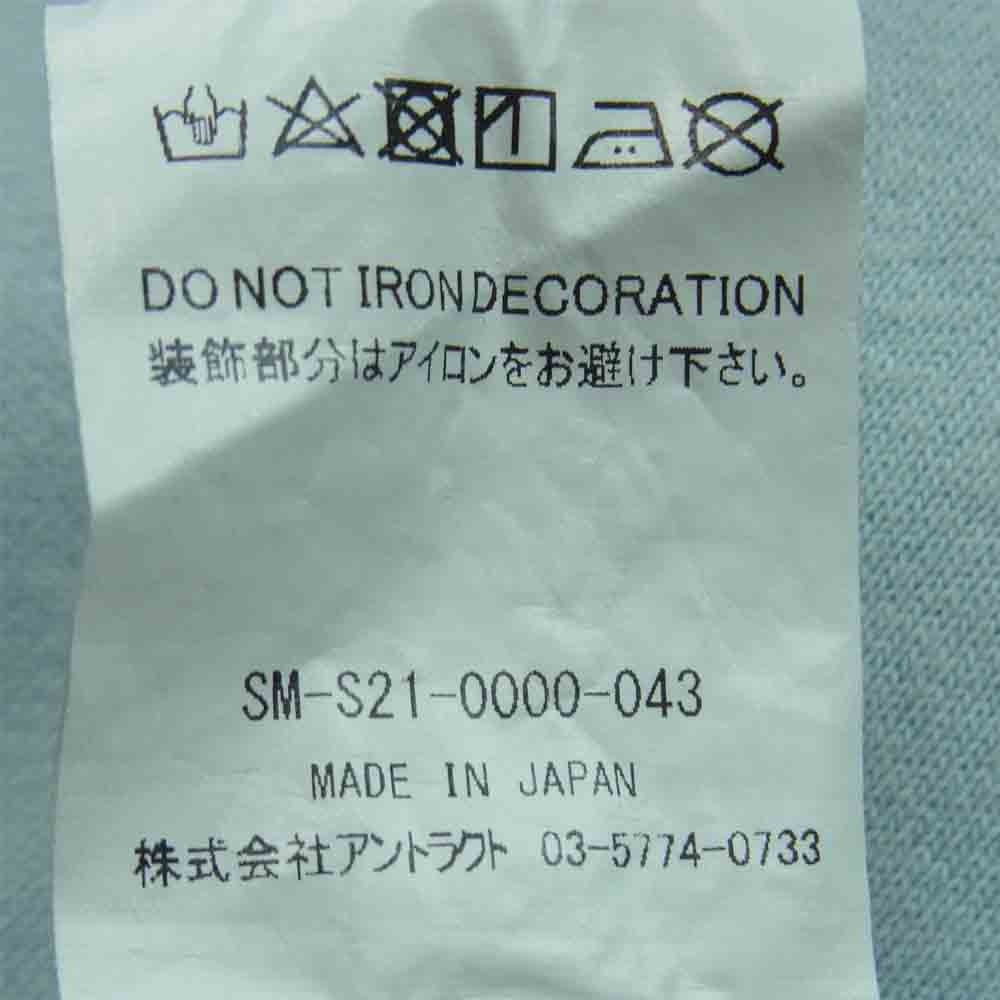 DO NOT IRONDECORATION
装飾部分はアイロンをお避け下さい。
SM-S21-0000-043
MADE IN JAPAN
株式会社アントラクト 03-5774-0733